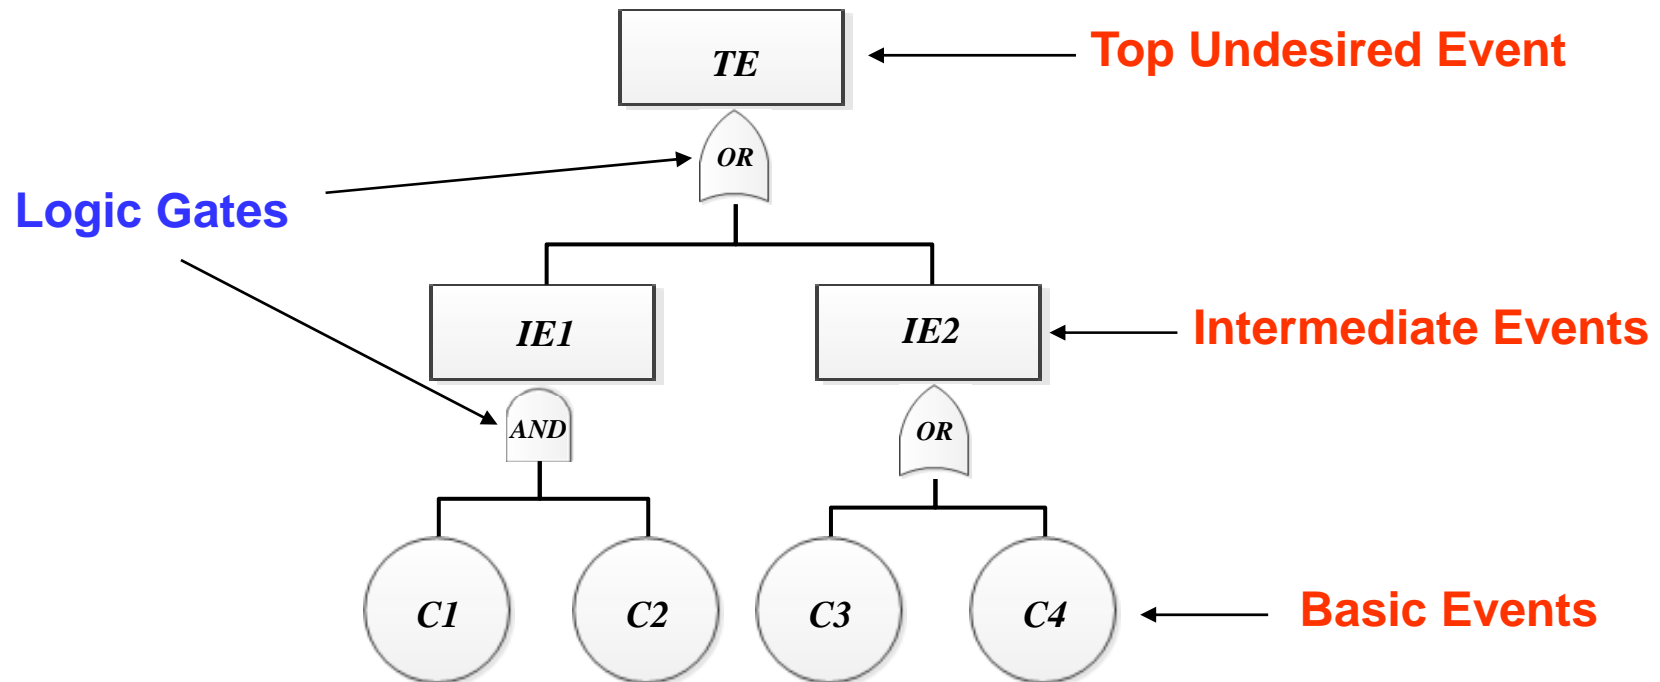 TE
Top Undesired Event
OR
Logic Gates
IE1
IE2
Intermediate Events
AND
OR
C1
C2
C3
C4
Basic Events